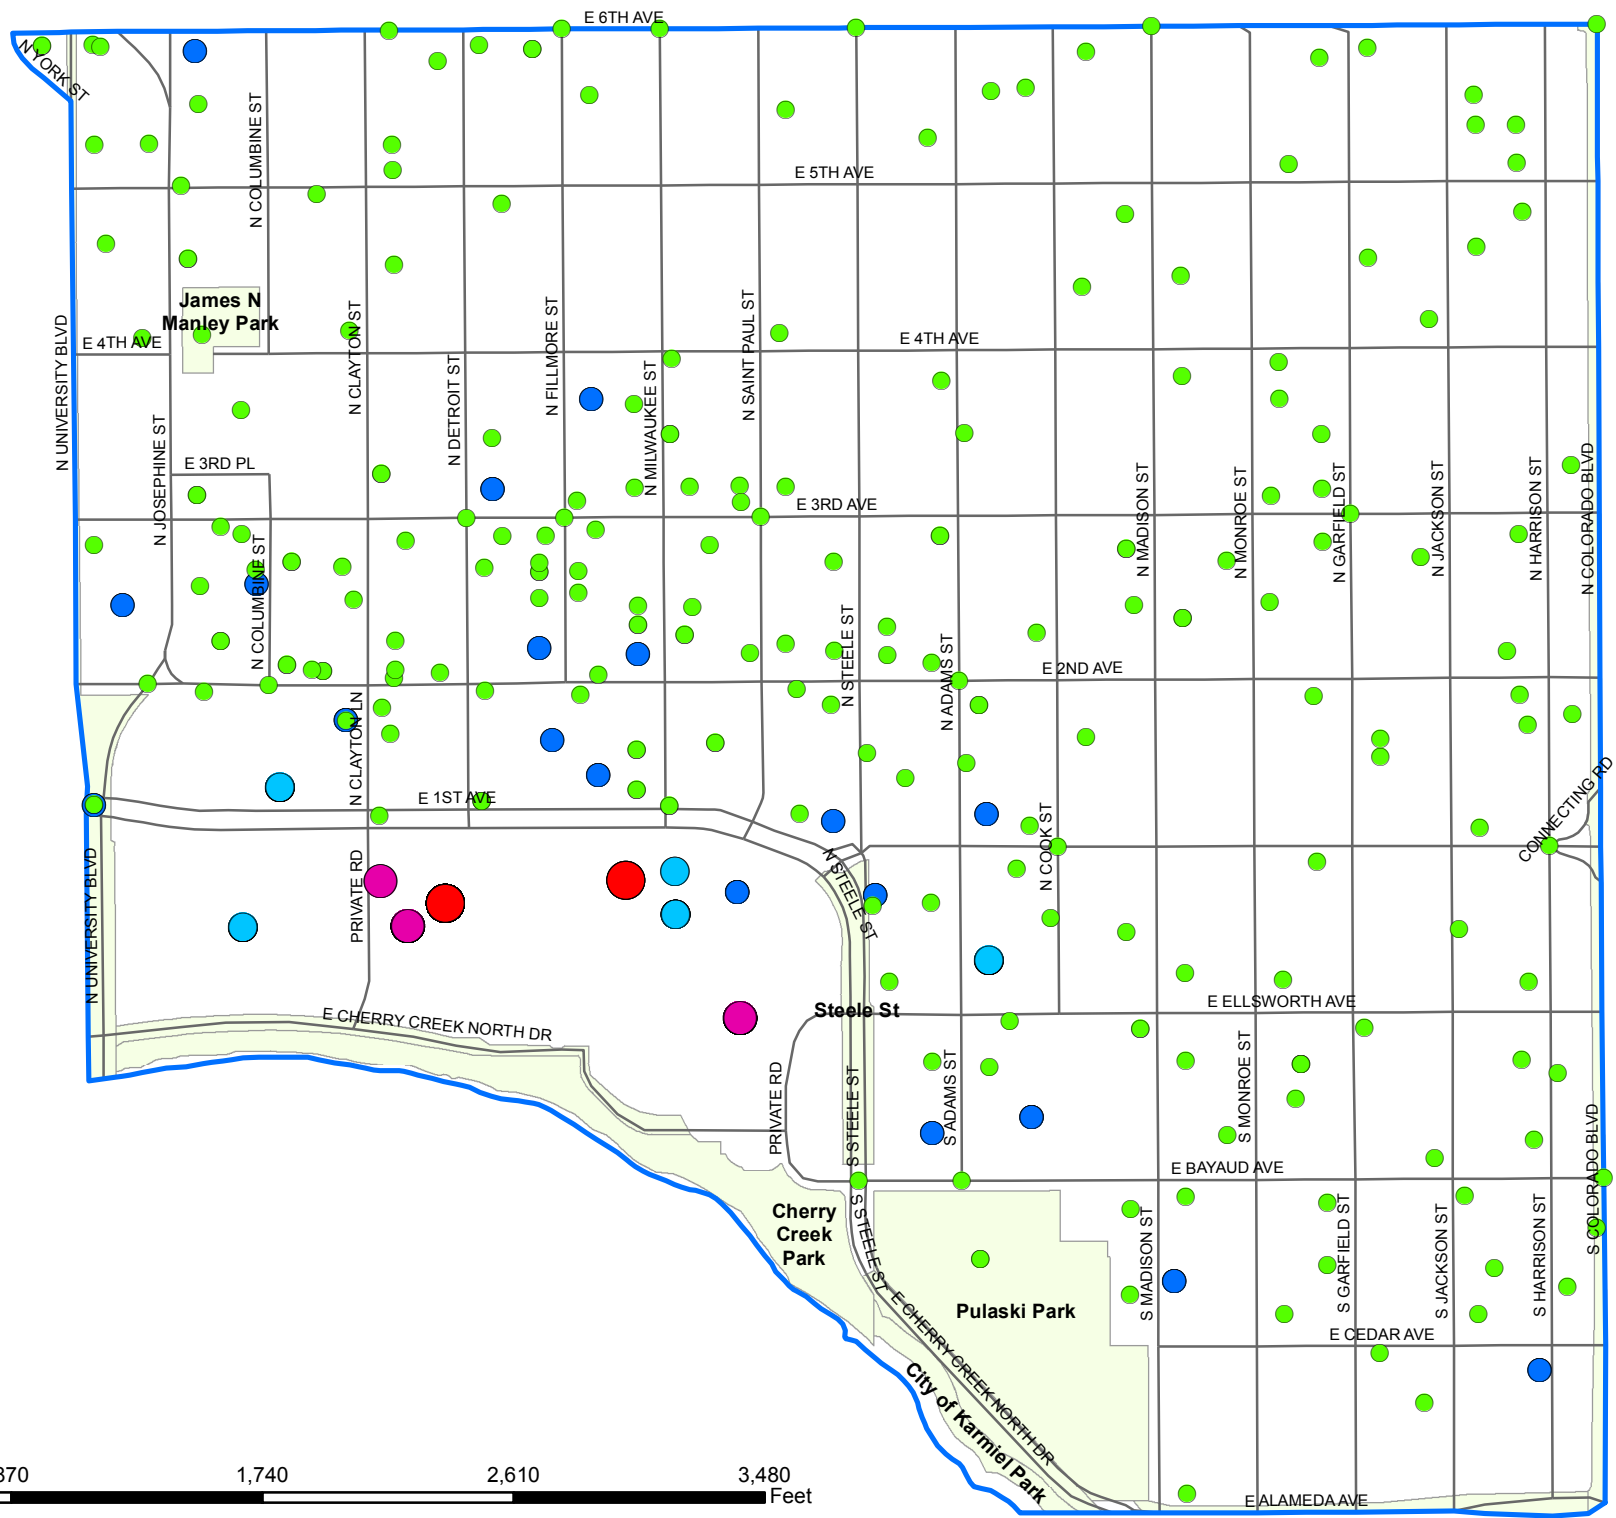 E 6TH AVE
N YORK ST
N COLUMBINE ST
E 5TH AVE
James N
Manley Park
N UNIVERSITY BLVD
E 4TH AVE
N CLAYTON ST
N FILLMORE ST
N SAINT PAUL ST
E 4TH AVE
N DETROIT ST
N MILWAUKEE ST
N JOSEPHINE ST
E 3RD PL
E 3RD AVE
N MADISON ST
N MONROE ST
N GARFIELD ST
N JACKSON ST
N HARRISON ST
N COLORADO BLVD
N COLUMBINE ST
N STEELE ST
N ADAMS ST
E 2ND AVE
N CLAYTON LN
E 1ST AVE
N COOK ST
CONNECTING RD
N UNIVERSITY BLVD
PRIVATE RD
N STEELE ST
E CHERRY CREEK NORTH DR
Steele St
E ELLSWORTH AVE
PRIVATE RD
S STEELE ST
S ADAMS ST
S MONROE ST
S COLORADO BLVD
E BAYAUD AVE
Cherry
Creek
Park
S STEELE ST
S MADISON ST
S GARFIELD ST
S JACKSON ST
S HARRISON ST
Pulaski Park
E CHERRY CREEK NORTH DR
E CEDAR AVE
City of Karmiel Park
870
1,740
2,610
3,480
Feet
E ALAMEDA AVE